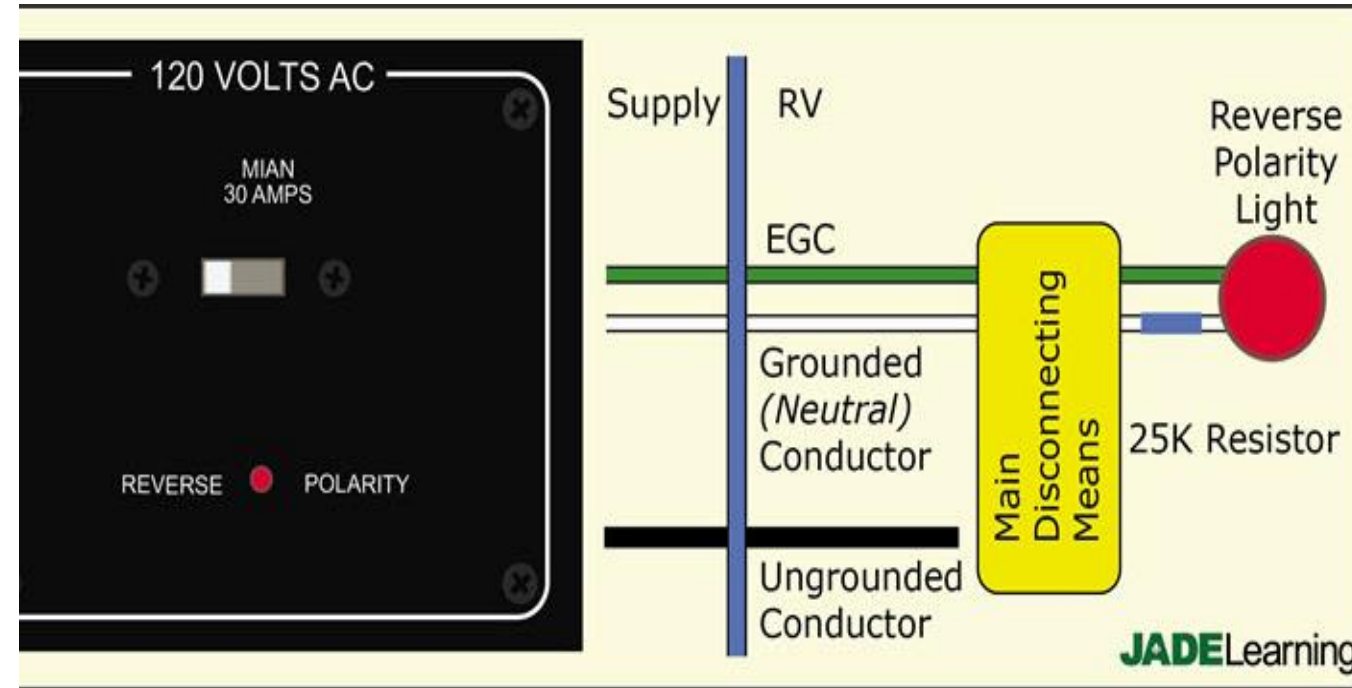 120 VOLTS AC
MIAN
30 AMPS
REVERSE POLARITY
Supply
RV
EGC
Grounded
(Neutral)
Conductor
Ungrounded
Conductor
Main
Disconnecting
Means
Reverse
Polarity
Light
25K Resistor
JADELearning